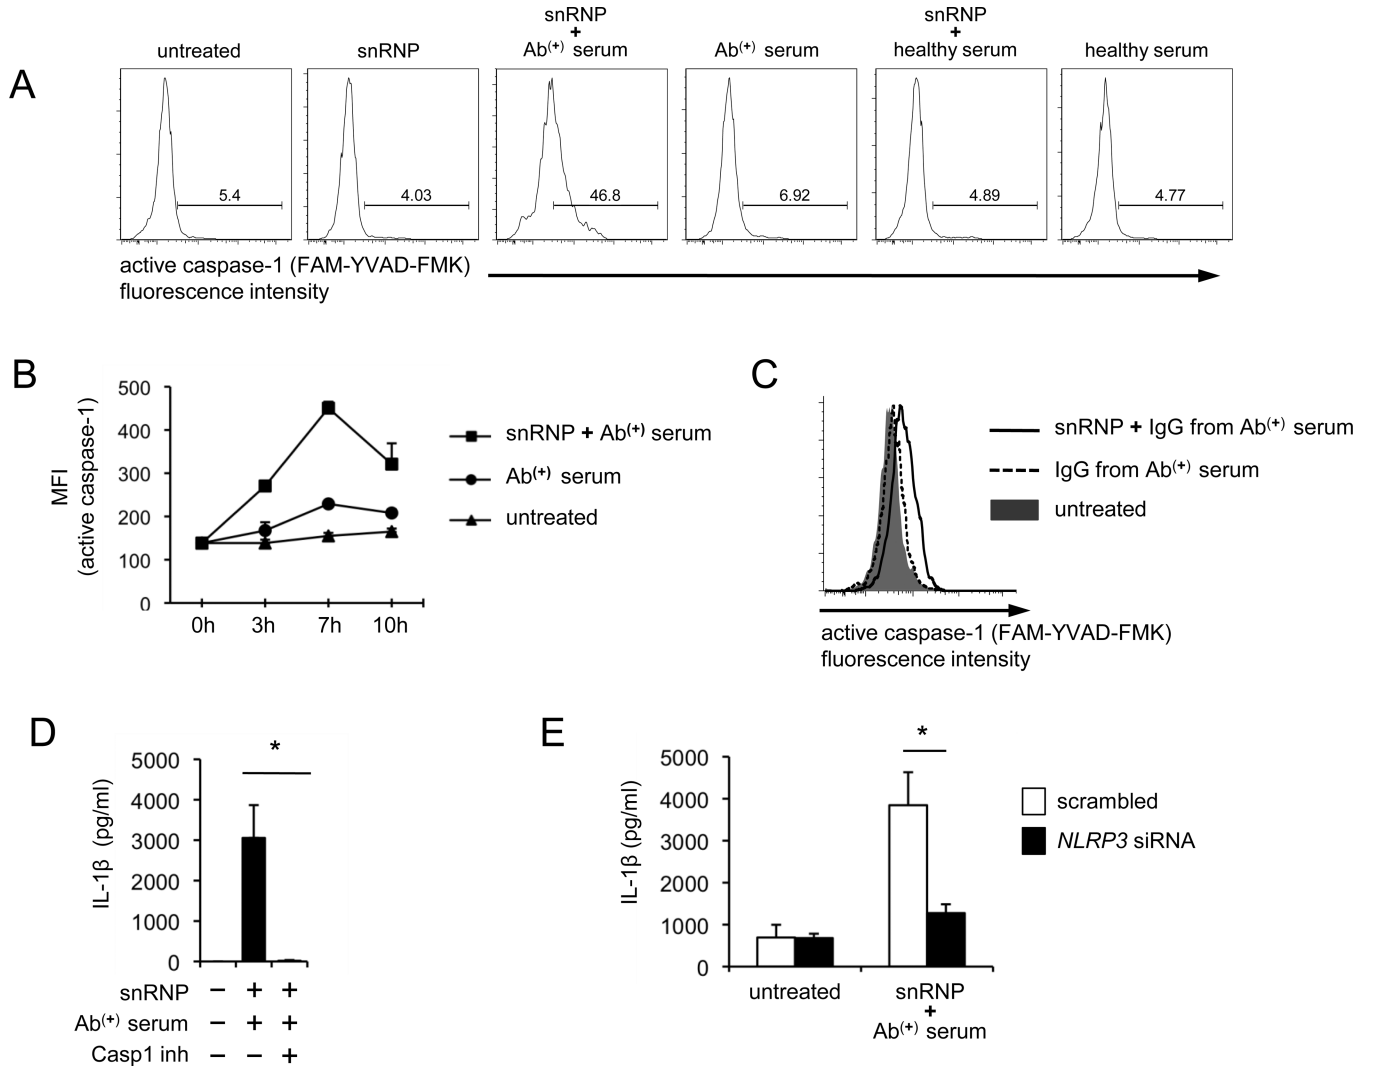 A
untreated
snRNP
snRNP
+
Ab(+) serum
Ab(+) serum
snRNP
+
healthy serum
healthy serum
5.4
4.03
46.8
6.92
4.89
4.77
active caspase-1 (FAM-YVAD-FMK)
fluorescence intensity
B
MFI
(active caspase-1)
500
400
300
200
100
0
0h 3h 7h 10h
snRNP + Ab(+) serum
Ab(+) serum
untreated
C
snRNP + IgG from Ab(+) serum
IgG from Ab(+) serum
untreated
active caspase-1 (FAM-YVAD-FMK)
fluorescence intensity
D
IL-1β (pg/ml)
5000
4000
3000
2000
1000
0
*
snRNP − + +
Ab(+) serum − + +
Casp1 inh − − +
E
IL-1β (pg/ml)
5000
4000
3000
2000
1000
0
*
untreated
snRNP
+
Ab(+) serum
scrambled
NLRP3 siRNA